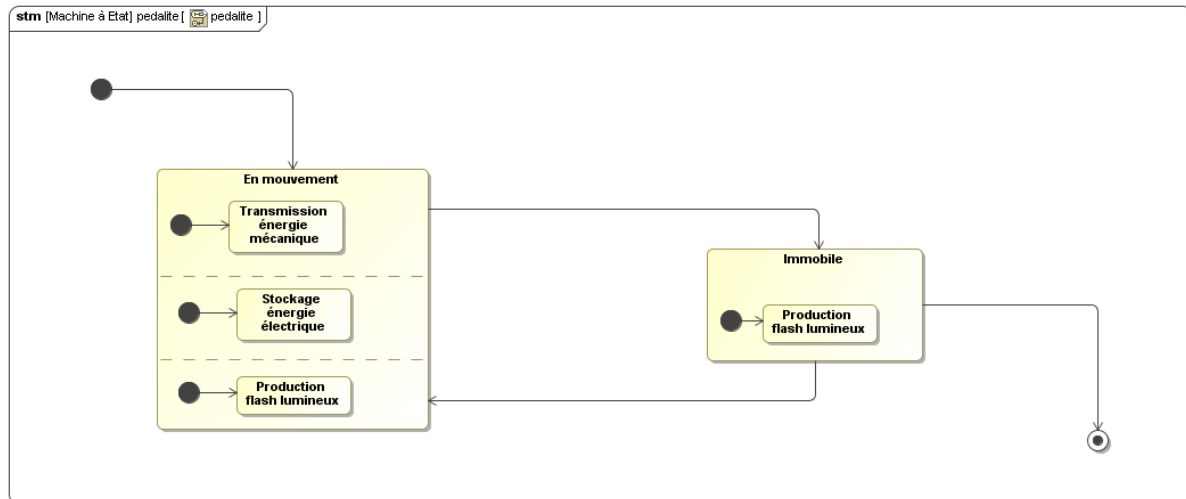 stm [Machine à Etat] pedalite [ pedalite ]
En mouvement
Transmission
énergie
mécanique
Stockage
énergie
électrique
Production
flash lumineux
Immobile
Production
flash lumineux